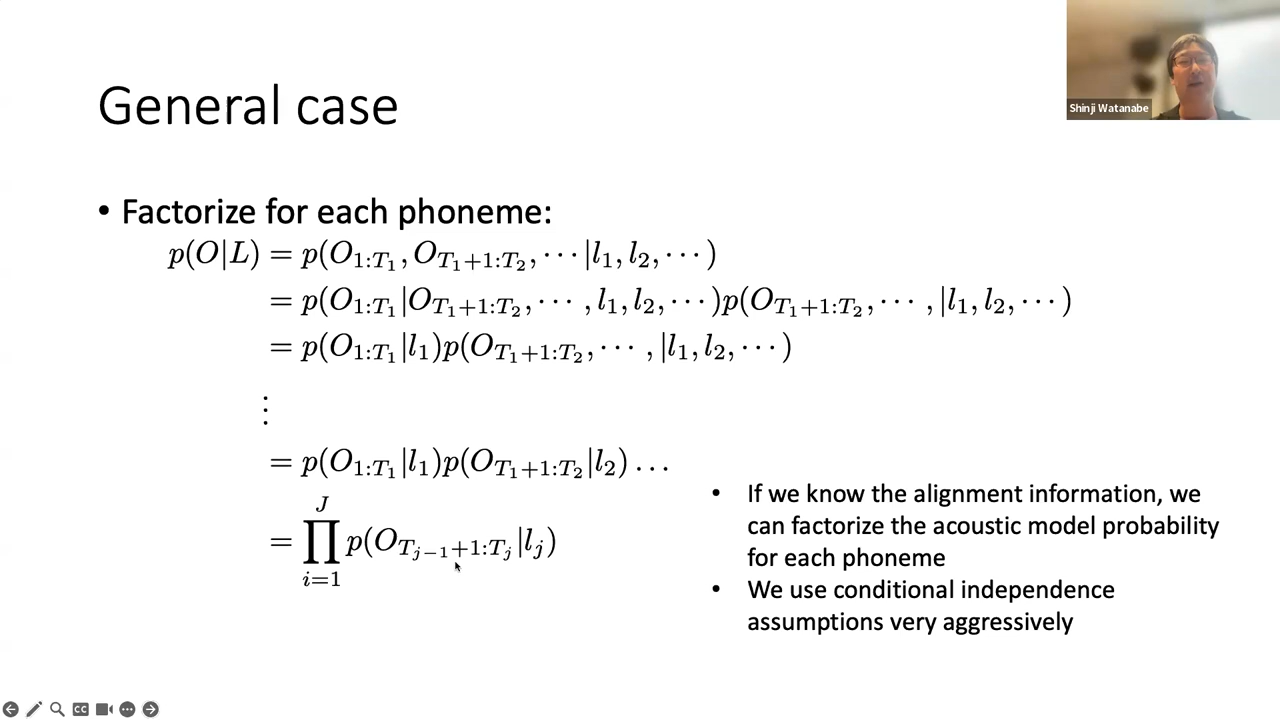 Shinji Watanabe
General case
• Factorize for each phoneme:
p(O|L) = p(O_{1:T_1}, O_{T_1+1:T_2}, ⋯ |l_1, l_2, ⋯ )
= p(O_{1:T_1}|O_{T_1+1:T_2}, ⋯ , l_1, l_2, ⋯ )p(O_{T_1+1:T_2}, ⋯ , |l_1, l_2, ⋯ )
= p(O_{1:T_1}|l_1)p(O_{T_1+1:T_2}, ⋯ , |l_1, l_2, ⋯ )
⋮
= p(O_{1:T_1}|l_1)p(O_{T_1+1:T_2}|l_2) …
= ∏_{i=1}^{J} p(O_{T_{j-1}+1:T_j}|l_j)
• If we know the alignment information, we
can factorize the acoustic model probability
for each phoneme
• We use conditional independence
assumptions very aggressively
CC